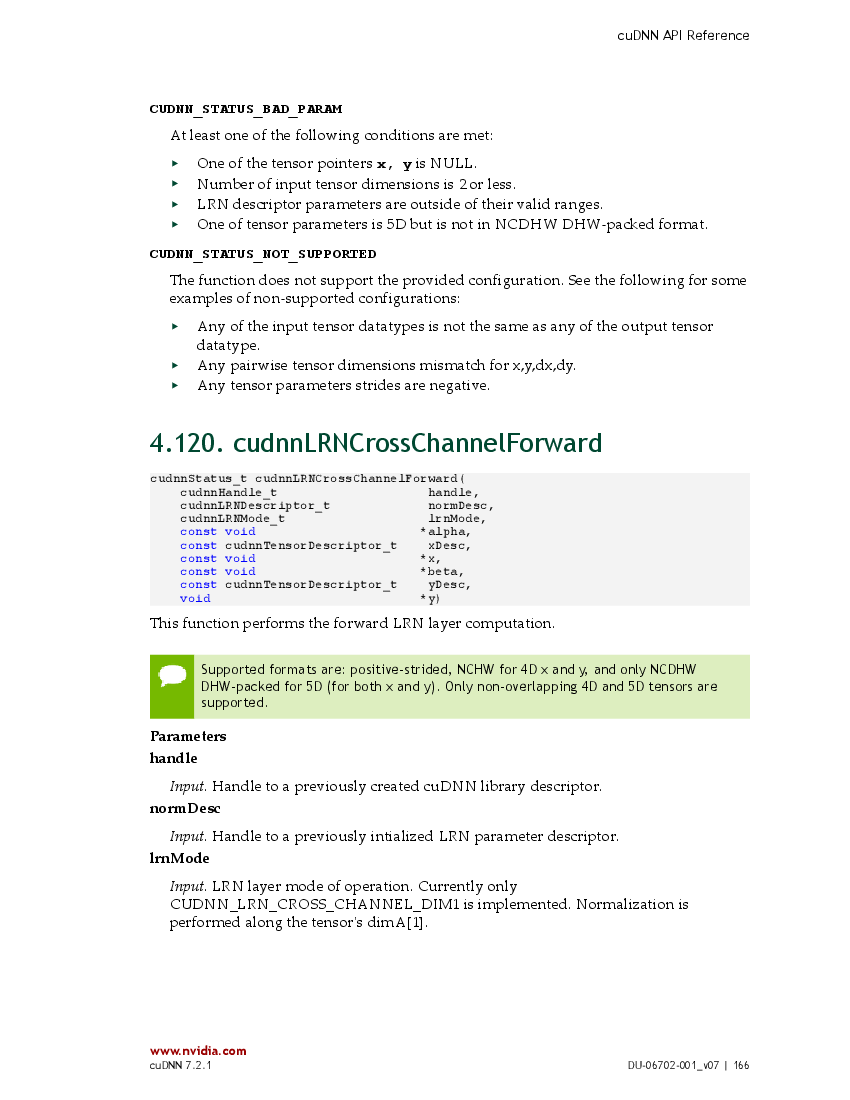 cuDNN API Reference
CUDNN_STATUS_BAD_PARAM
At least one of the following conditions are met:
‣ One of the tensor pointers x, y is NULL.
‣ Number of input tensor dimensions is 2 or less.
‣ LRN descriptor parameters are outside of their valid ranges.
‣ One of tensor parameters is 5D but is not in NCDHW DHW-packed format.
CUDNN_STATUS_NOT_SUPPORTED
The function does not support the provided configuration. See the following for some
examples of non-supported configurations:
‣ Any of the input tensor datatypes is not the same as any of the output tensor
datatype.
‣ Any pairwise tensor dimensions mismatch for x,y,dx,dy.
‣ Any tensor parameters strides are negative.
4.120. cudnnLRNCrossChannelForward
cudnnStatus_t cudnnLRNCrossChannelForward(
    cudnnHandle_t                    handle,
    cudnnLRNDescriptor_t             normDesc,
    cudnnLRNMode_t                   lrnMode,
    const void                      *alpha,
    const cudnnTensorDescriptor_t    xDesc,
    const void                      *x,
    const void                      *beta,
    const cudnnTensorDescriptor_t    yDesc,
    void                            *y)
This function performs the forward LRN layer computation.
Supported formats are: positive-strided, NCHW for 4D x and y, and only NCDHW
DHW-packed for 5D (for both x and y). Only non-overlapping 4D and 5D tensors are
supported.
Parameters
handle
Input. Handle to a previously created cuDNN library descriptor.
normDesc
Input. Handle to a previously intialized LRN parameter descriptor.
lrnMode
Input. LRN layer mode of operation. Currently only
CUDNN_LRN_CROSS_CHANNEL_DIM1 is implemented. Normalization is
performed along the tensor's dimA[1].
www.nvidia.com
cuDNN 7.2.1
DU-06702-001_v07 | 166